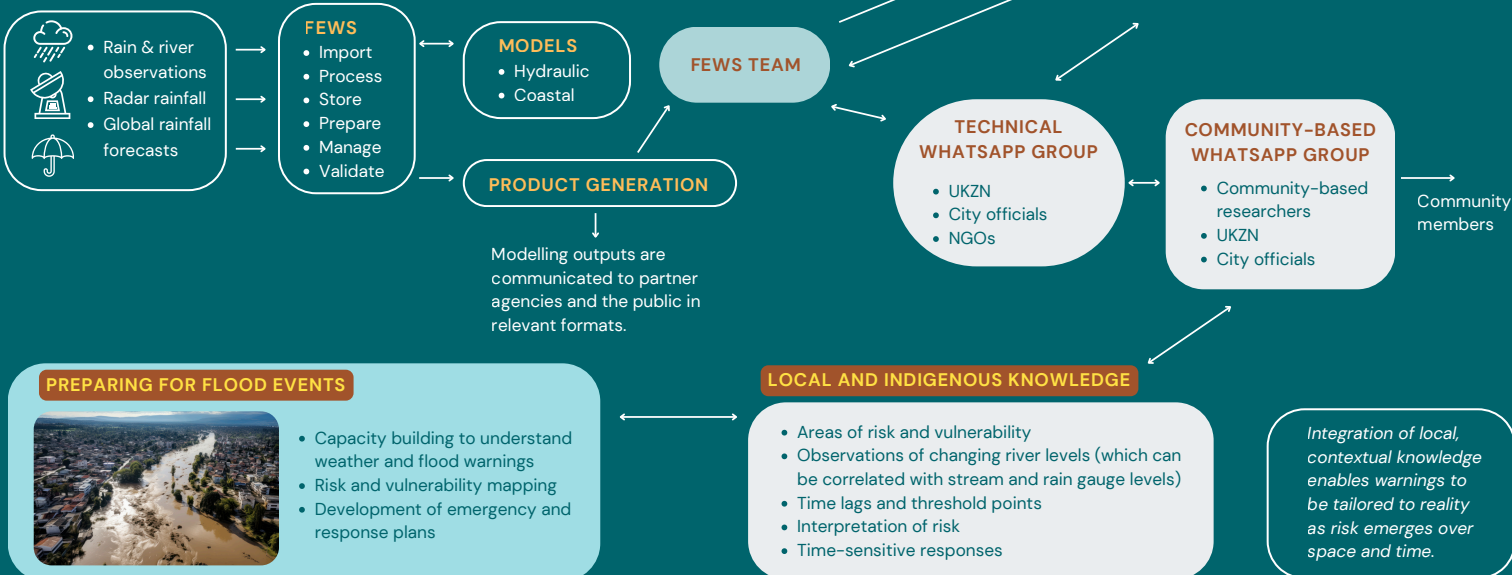 Rain & river
observations
Radar rainfall
Global rainfall
forecasts
FEWS
Import
Process
Store
Prepare
Manage
Validate
MODELS
Hydraulic
Coastal
PRODUCT GENERATION
Modelling outputs are
communicated to partner
agencies and the public in
relevant formats.
FEWS TEAM
TECHNICAL
WHATSAPP GROUP
UKZN
City officials
NGOs
COMMUNITY-BASED
WHATSAPP GROUP
Community-based
researchers
UKZN
City officials
Community
members
PREPARING FOR FLOOD EVENTS
Capacity building to understand
weather and flood warnings
Risk and vulnerability mapping
Development of emergency and
response plans
LOCAL AND INDIGENOUS KNOWLEDGE
Areas of risk and vulnerability
Observations of changing river levels (which can
be correlated with stream and rain gauge levels)
Time lags and threshold points
Interpretation of risk
Time-sensitive responses
Integration of local,
contextual knowledge
enables warnings to
be tailored to reality
as risk emerges over
space and time.